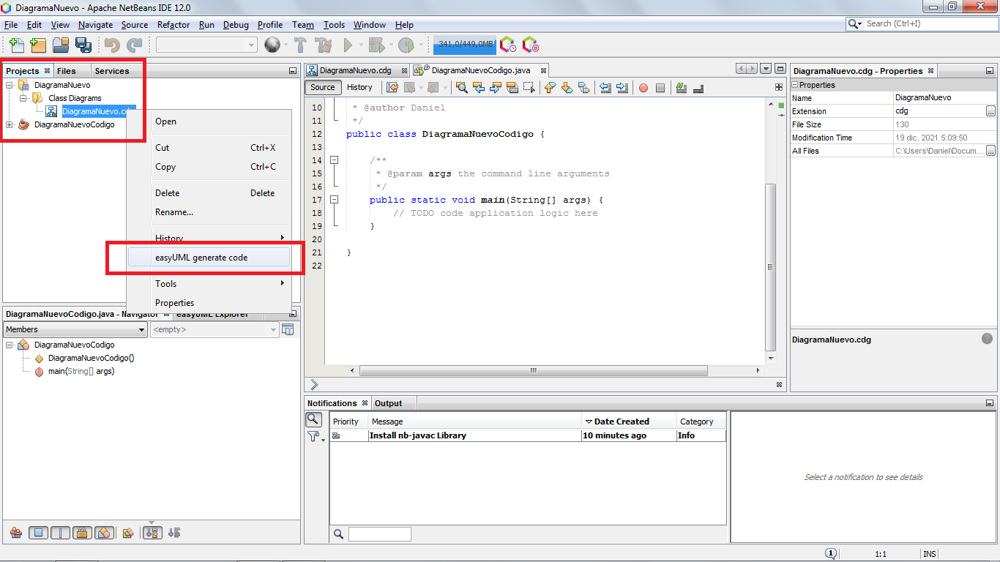 DiagramaNuevo - Apache NetBeans IDE 12.0
File Edit View Navigate Source Refactor Run Debug Profile Team Tools Window Help
Search (Ctrl+I)
341,0/449,0MB
Projects Files Services
DiagramaNuevo
Class Diagrams
DiagramaNuevo.cdg
DiagramaNuevoCodigo
Open
Cut Ctrl+X
Copy Ctrl+C
Delete Delete
Rename...
History
easyUML generate code
Tools
Properties
DiagramaNuevo.cdg DiagramaNuevoCodigo.java
Source History
10 * @author Daniel
11 */
12 public class DiagramaNuevoCodigo {
13
14 /**
15 * @param args the command line arguments
16 */
17 public static void main(String[] args) {
18 // TODO code application logic here
19 }
20
21 }
22
DiagramaNuevo.cdg - Properties
Properties
Name DiagramaNuevo
Extension cdg ...
File Size 130
Modification Time 19 dic. 2021 5:09:50
All Files C:\Users\Daniel\Docum... ...
DiagramaNuevo.cdg
DiagramaNuevoCodigo.java - Navigator easyUML Explorer
Members <empty>
DiagramaNuevoCodigo
DiagramaNuevoCodigo()
main(String[] args)
Notifications Output
Priority Message Date Created Category
Install nb-javac Library 10 minutes ago Info
Select a notification to see details
1 1:1 INS